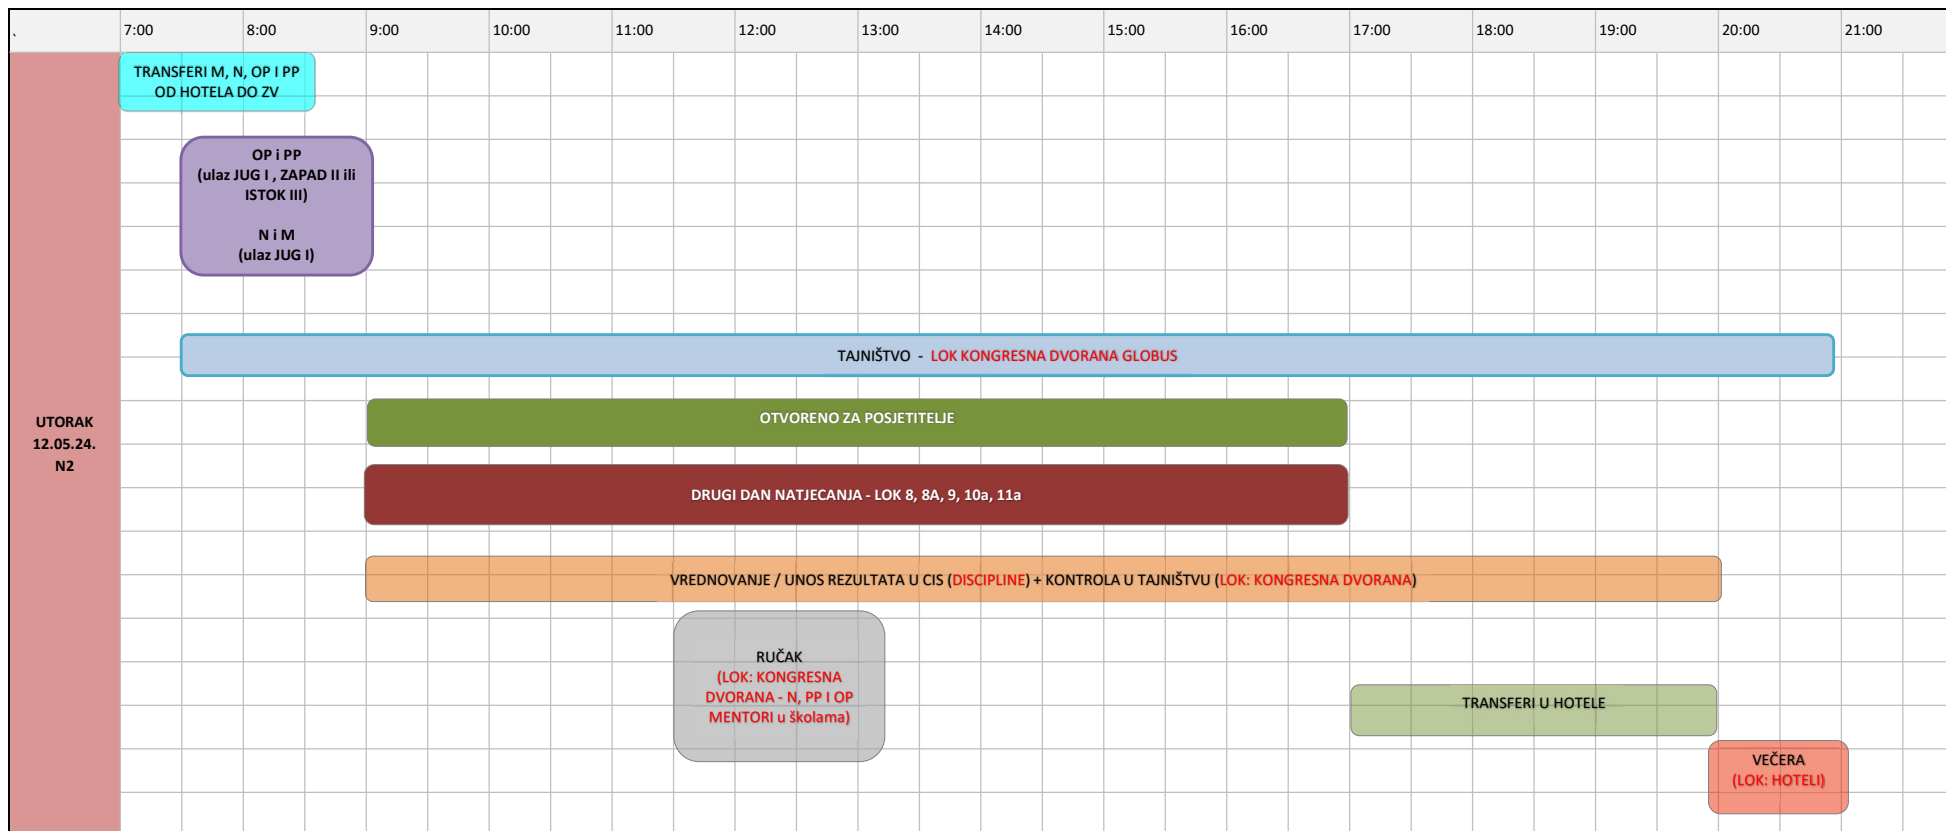 ` 7:00 8:00 9:00 10:00 11:00 12:00 13:00 14:00 15:00 16:00 17:00 18:00 19:00 20:00 21:00
TRANSFERI M, N, OP I PP
OD HOTELA DO ZV
OP i PP
(ulaz JUG I , ZAPAD II ili
ISTOK III)
N i M
(ulaz JUG I)
TAJNIŠTVO - LOK KONGRESNA DVORANA GLOBUS
UTORAK
12.05.24.
N2
OTVORENO ZA POSJETITELJE
DRUGI DAN NATJECANJA - LOK 8, 8A, 9, 10a, 11a
VREDNOVANJE / UNOS REZULTATA U CIS (DISCIPLINE) + KONTROLA U TAJNIŠTVU (LOK: KONGRESNA DVORANA)
RUČAK
(LOK: KONGRESNA
DVORANA - N, PP I OP
MENTORI u školama)
TRANSFERI U HOTELE
VEČERA
(LOK: HOTELI)